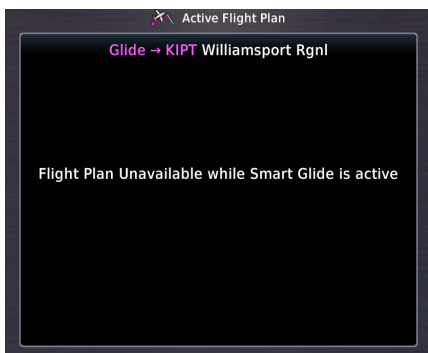 Active Flight Plan
Glide → KIPT Williamsport Rgnl
Flight Plan Unavailable while Smart Glide is active